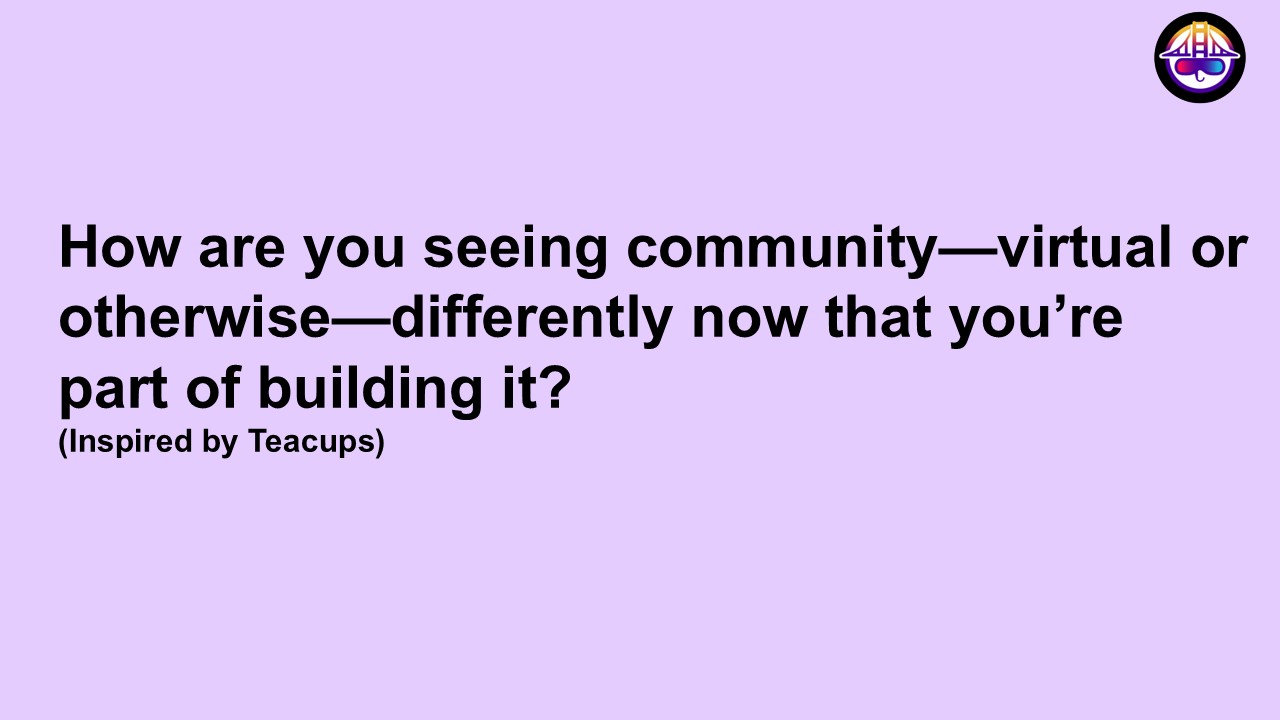 How are you seeing community—virtual or
otherwise—differently now that you’re
part of building it?
(Inspired by Teacups)